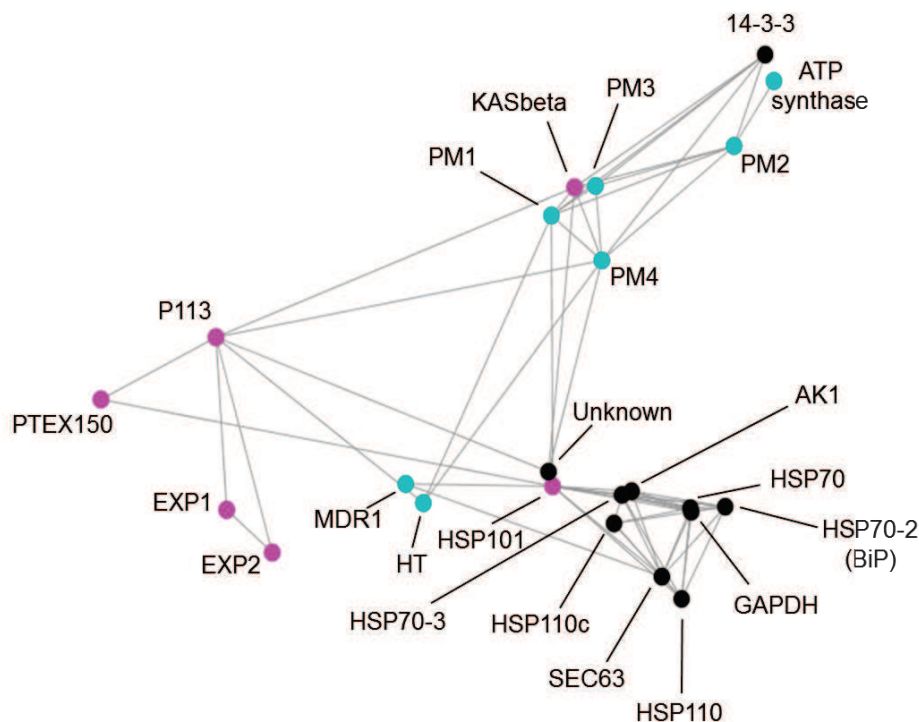 14-3-3
ATP
synthase
PM3
KASbeta
PM1
PM2
PM4
P113
PTEX150
Unknown
AK1
HSP70
EXP1
MDR1
HSP101
HSP70-2
(BiP)
EXP2
HT
GAPDH
HSP70-3
HSP110c
SEC63
HSP110